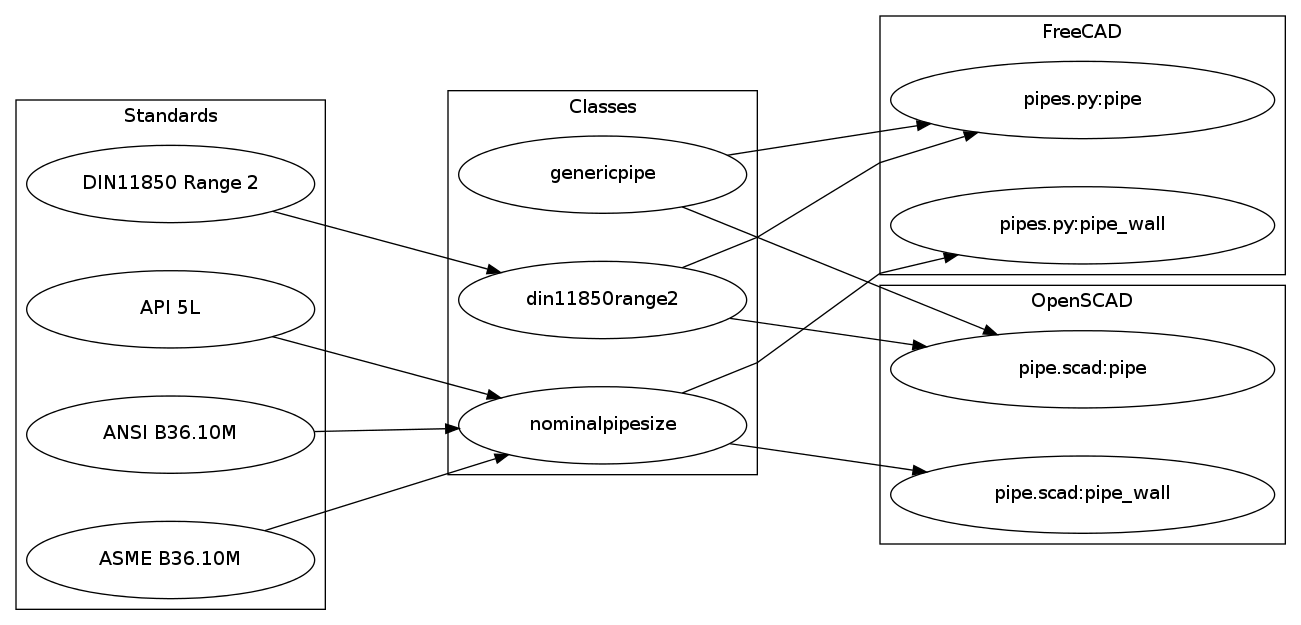 Standards
DIN11850 Range 2
API 5L
ANSI B36.10M
ASME B36.10M
Classes
genericpipe
din11850range2
nominalpipesize
FreeCAD
pipes.py:pipe
pipes.py:pipe_wall
OpenSCAD
pipe.scad:pipe
pipe.scad:pipe_wall